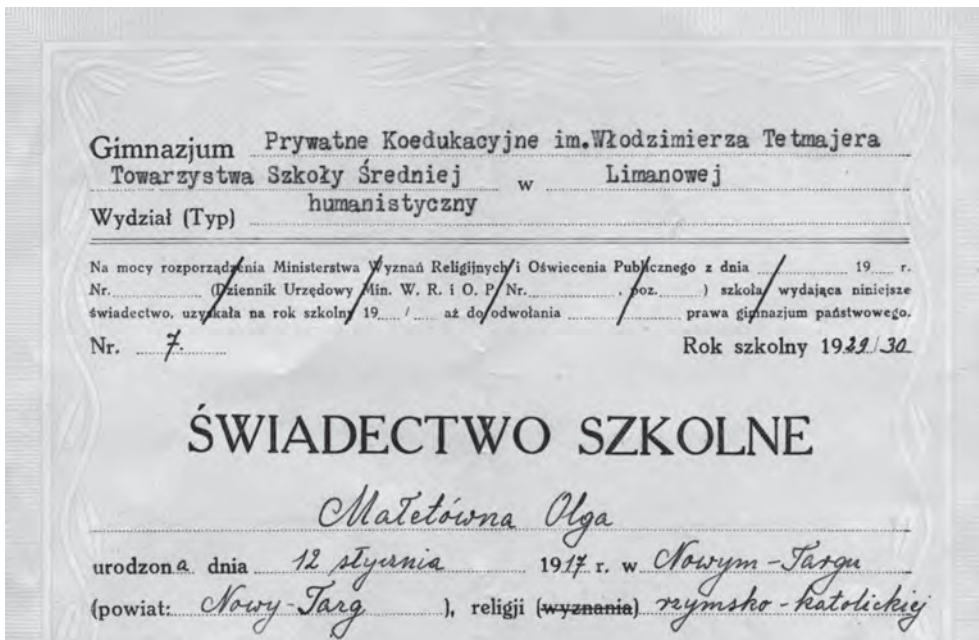 Gimnazjum Prywatne Koedukacyjne im.Włodzimierza Tetmajera
Towarzystwa Szkoły Średniej w Limanowej
Wydział (Typ) humanistyczny
Na mocy rozporządzenia Ministerstwa Wyznań Religijnych i Oświecenia Publicznego z dnia 19 r.
Nr. (Dziennik Urzędowy Min. W. R. i O. P. Nr. , poz. ) szkoła wydająca niniejsze
świadectwo, uzyskała na rok szkolny 19 / aż do odwołania prawa gimnazjum państwowego.
Nr. 7. Rok szkolny 1929/30
ŚWIADECTWO SZKOLNE
Małetówna Olga
urodzona dnia 12 stycznia 1917 r. w Nowym-Targu
(powiat: Nowy-Targ ), religji (wyznania) rzymsko-katolickiej